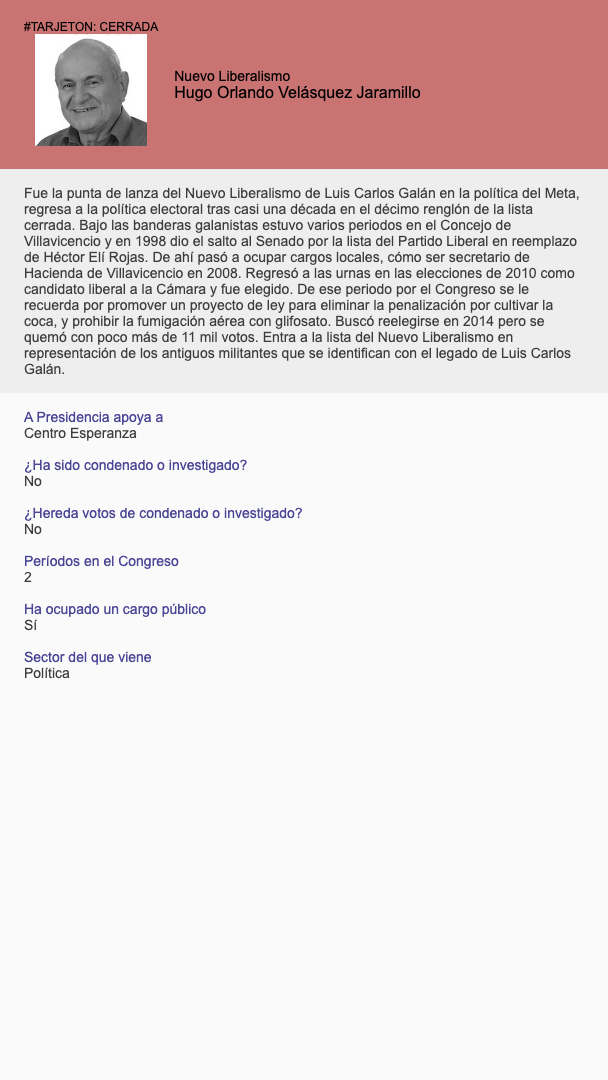 #TARJETON: CERRADA
Nuevo Liberalismo
Hugo Orlando Velásquez Jaramillo
Fue la punta de lanza del Nuevo Liberalismo de Luis Carlos Galán en la política del Meta,
regresa a la política electoral tras casi una década en el décimo renglón de la lista
cerrada. Bajo las banderas galanistas estuvo varios periodos en el Concejo de
Villavicencio y en 1998 dio el salto al Senado por la lista del Partido Liberal en reemplazo
de Héctor Elí Rojas. De ahí pasó a ocupar cargos locales, cómo ser secretario de
Hacienda de Villavicencio en 2008. Regresó a las urnas en las elecciones de 2010 como
candidato liberal a la Cámara y fue elegido. De ese periodo por el Congreso se le
recuerda por promover un proyecto de ley para eliminar la penalización por cultivar la
coca, y prohibir la fumigación aérea con glifosato. Buscó reelegirse en 2014 pero se
quemó con poco más de 11 mil votos. Entra a la lista del Nuevo Liberalismo en
representación de los antiguos militantes que se identifican con el legado de Luis Carlos
Galán.
A Presidencia apoya a
Centro Esperanza
¿Ha sido condenado o investigado?
No
¿Hereda votos de condenado o investigado?
No
Períodos en el Congreso
2
Ha ocupado un cargo público
Sí
Sector del que viene
Política